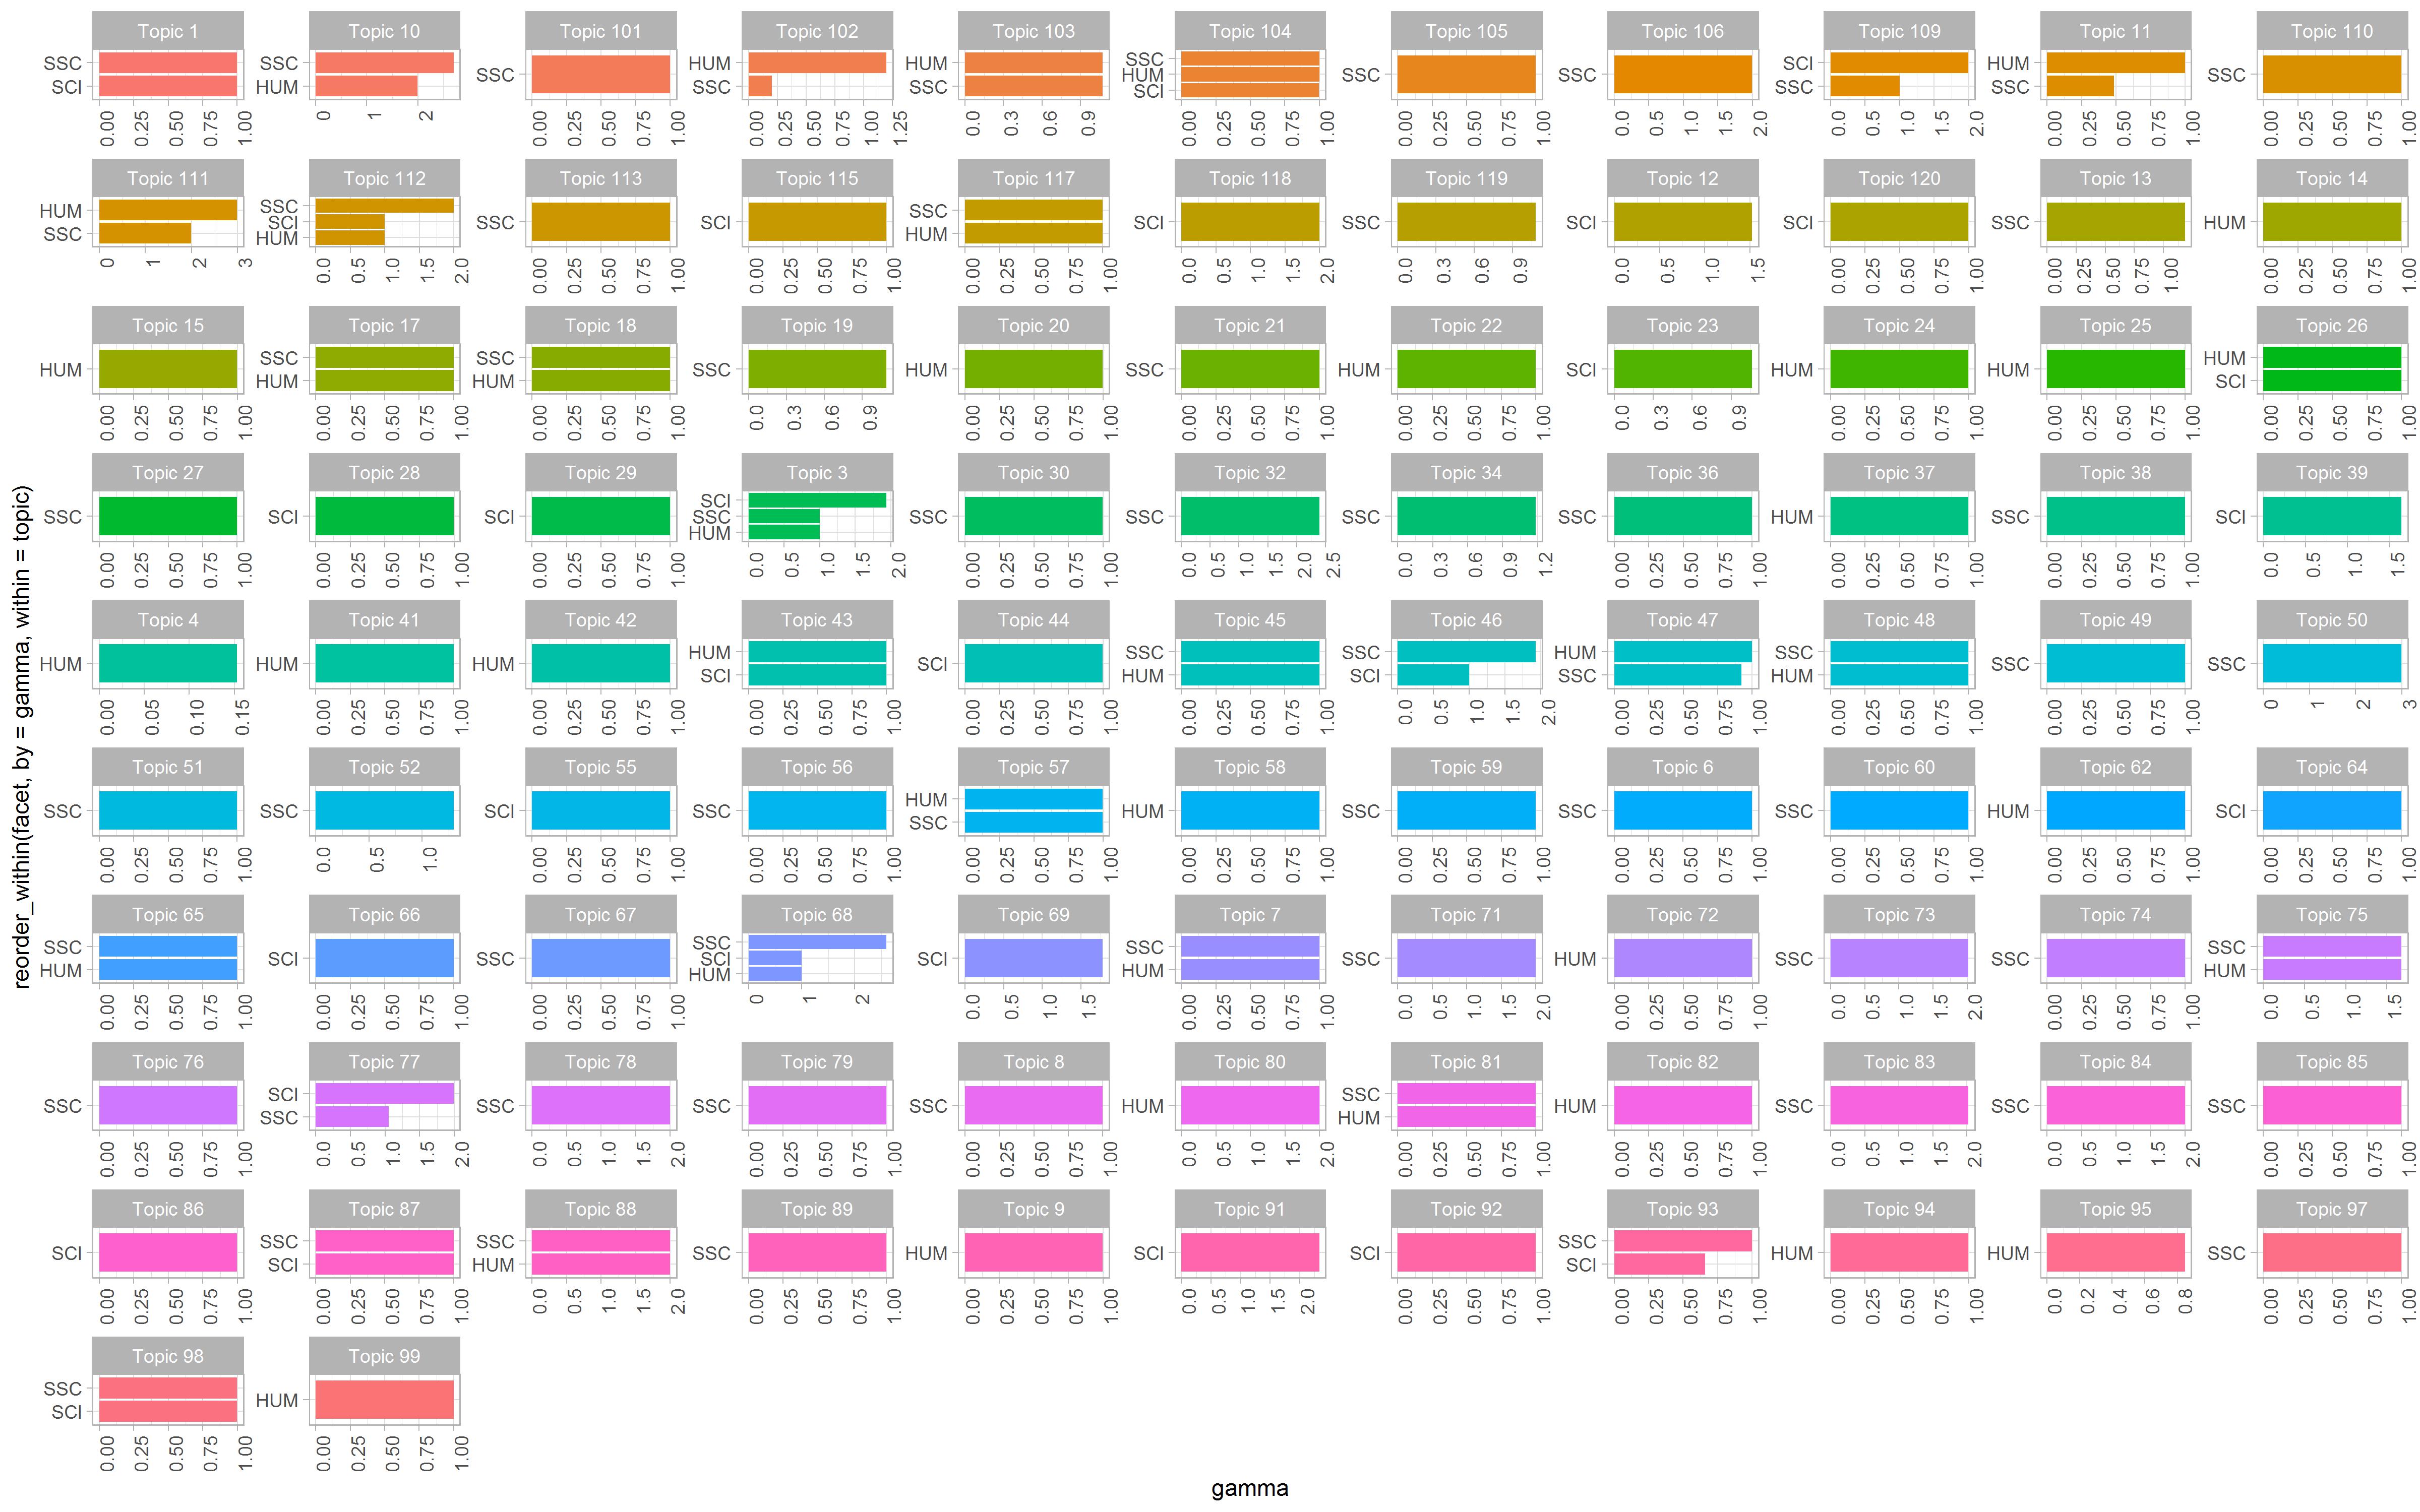 Topic 1 Topic 10 Topic 101 Topic 102 Topic 103 Topic 104 Topic 105 Topic 106 Topic 109 Topic 11 Topic 110
SSC SSC HUM HUM SSC SCI HUM
SSC HUM SSC SSC SSC
SCI HUM SSC SSC SCI SSC SSC
0.00 0.25 0.50 0.75 1.00 0 1 2 0.00 0.25 0.50 0.75 1.00 0.00 0.25 0.50 0.75 1.00 1.25 0.0 0.3 0.6 0.9 0.00 0.25 0.50 0.75 1.00 0.00 0.25 0.50 0.75 1.00 0.0 0.5 1.0 1.5 2.0 0.0 0.5 1.0 1.5 2.0 0.00 0.25 0.50 0.75 1.00 0.00 0.25 0.50 0.75 1.00
Topic 111 Topic 112 Topic 113 Topic 115 Topic 117 Topic 118 Topic 119 Topic 12 Topic 120 Topic 13 Topic 14
HUM SSC SSC
SCI SSC SCI SCI SSC SCI SCI SSC HUM
SSC HUM HUM
0 1 2 3 0.0 0.5 1.0 1.5 2.0 0.00 0.25 0.50 0.75 1.00 0.00 0.25 0.50 0.75 1.00 0.00 0.25 0.50 0.75 1.00 0.0 0.5 1.0 1.5 2.0 0.0 0.3 0.6 0.9 0.0 0.5 1.0 1.5 0.00 0.25 0.50 0.75 1.00 0.00 0.25 0.50 0.75 1.00 0.00 0.25 0.50 0.75 1.00
Topic 15 Topic 17 Topic 18 Topic 19 Topic 20 Topic 21 Topic 22 Topic 23 Topic 24 Topic 25 Topic 26
SSC SSC HUM
HUM SSC HUM SSC HUM SCI HUM HUM
HUM HUM SCI
0.00 0.25 0.50 0.75 1.00 0.00 0.25 0.50 0.75 1.00 0.00 0.25 0.50 0.75 1.00 0.0 0.3 0.6 0.9 0.00 0.25 0.50 0.75 1.00 0.00 0.25 0.50 0.75 1.00 0.00 0.25 0.50 0.75 1.00 0.0 0.3 0.6 0.9 0.00 0.25 0.50 0.75 1.00 0.00 0.25 0.50 0.75 1.00 0.00 0.25 0.50 0.75 1.00
Topic 27 Topic 28 Topic 29 Topic 3 Topic 30 Topic 32 Topic 34 Topic 36 Topic 37 Topic 38 Topic 39
SCI
SSC SCI SCI SSC SSC SSC SSC SSC HUM SSC SCI
HUM
0.00 0.25 0.50 0.75 1.00 0.00 0.25 0.50 0.75 1.00 0.00 0.25 0.50 0.75 1.00 0.0 0.5 1.0 1.5 2.0 0.00 0.25 0.50 0.75 1.00 0.0 0.5 1.0 1.5 2.0 2.5 0.0 0.3 0.6 0.9 1.2 0.00 0.25 0.50 0.75 1.00 0.00 0.25 0.50 0.75 1.00 0.00 0.25 0.50 0.75 1.00 0.0 0.5 1.0 1.5
reorder_within(facet, by = gamma, within = topic)
Topic 4 Topic 41 Topic 42 Topic 43 Topic 44 Topic 45 Topic 46 Topic 47 Topic 48 Topic 49 Topic 50
HUM SSC SSC HUM SSC
HUM HUM HUM SCI SSC SSC
SCI HUM SCI SSC HUM
0.00 0.05 0.10 0.15 0.00 0.25 0.50 0.75 1.00 0.00 0.25 0.50 0.75 1.00 0.00 0.25 0.50 0.75 1.00 0.00 0.25 0.50 0.75 1.00 0.00 0.25 0.50 0.75 1.00 0.0 0.5 1.0 1.5 2.0 0.00 0.25 0.50 0.75 1.00 0.00 0.25 0.50 0.75 1.00 0.00 0.25 0.50 0.75 1.00 0 1 2 3
Topic 51 Topic 52 Topic 55 Topic 56 Topic 57 Topic 58 Topic 59 Topic 6 Topic 60 Topic 62 Topic 64
HUM
SSC SSC SCI SSC HUM SSC SSC SSC HUM SCI
SSC
0.00 0.25 0.50 0.75 1.00 0.0 0.5 1.0 0.00 0.25 0.50 0.75 1.00 0.00 0.25 0.50 0.75 1.00 0.00 0.25 0.50 0.75 1.00 0.00 0.25 0.50 0.75 1.00 0.00 0.25 0.50 0.75 1.00 0.00 0.25 0.50 0.75 1.00 0.00 0.25 0.50 0.75 1.00 0.00 0.25 0.50 0.75 1.00 0.00 0.25 0.50 0.75 1.00
Topic 65 Topic 66 Topic 67 Topic 68 Topic 69 Topic 7 Topic 71 Topic 72 Topic 73 Topic 74 Topic 75
SSC SSC SSC SSC
SCI SSC SCI SCI SSC HUM SSC SSC
HUM HUM HUM HUM
0.00 0.25 0.50 0.75 1.00 0.00 0.25 0.50 0.75 1.00 0.00 0.25 0.50 0.75 1.00 0 1 2 0.0 0.5 1.0 1.5 0.00 0.25 0.50 0.75 1.00 0.0 0.5 1.0 1.5 2.0 0.00 0.25 0.50 0.75 1.00 0.0 0.5 1.0 1.5 2.0 0.00 0.25 0.50 0.75 1.00 0.0 0.5 1.0 1.5
Topic 76 Topic 77 Topic 78 Topic 79 Topic 8 Topic 80 Topic 81 Topic 82 Topic 83 Topic 84 Topic 85
SCI SSC
SSC SSC SSC SSC HUM HUM SSC SSC SSC
SSC HUM
0.00 0.25 0.50 0.75 1.00 0.0 0.5 1.0 1.5 2.0 0.0 0.5 1.0 1.5 2.0 0.00 0.25 0.50 0.75 1.00 0.00 0.25 0.50 0.75 1.00 0.0 0.5 1.0 1.5 2.0 0.00 0.25 0.50 0.75 1.00 0.00 0.25 0.50 0.75 1.00 0.0 0.5 1.0 1.5 2.0 0.0 0.5 1.0 1.5 2.0 0.00 0.25 0.50 0.75 1.00
Topic 86 Topic 87 Topic 88 Topic 89 Topic 9 Topic 91 Topic 92 Topic 93 Topic 94 Topic 95 Topic 97
SSC SSC SSC
SCI SSC HUM SCI SCI HUM HUM SSC
SCI HUM SCI
0.00 0.25 0.50 0.75 1.00 0.00 0.25 0.50 0.75 1.00 0.0 0.5 1.0 1.5 2.0 0.00 0.25 0.50 0.75 1.00 0.00 0.25 0.50 0.75 1.00 0.0 0.5 1.0 1.5 2.0 0.00 0.25 0.50 0.75 1.00 0.00 0.25 0.50 0.75 1.00 0.00 0.25 0.50 0.75 1.00 0.0 0.2 0.4 0.6 0.8 0.00 0.25 0.50 0.75 1.00
Topic 98 Topic 99
SSC
HUM
SCI
0.00 0.25 0.50 0.75 1.00 0.00 0.25 0.50 0.75 1.00
gamma